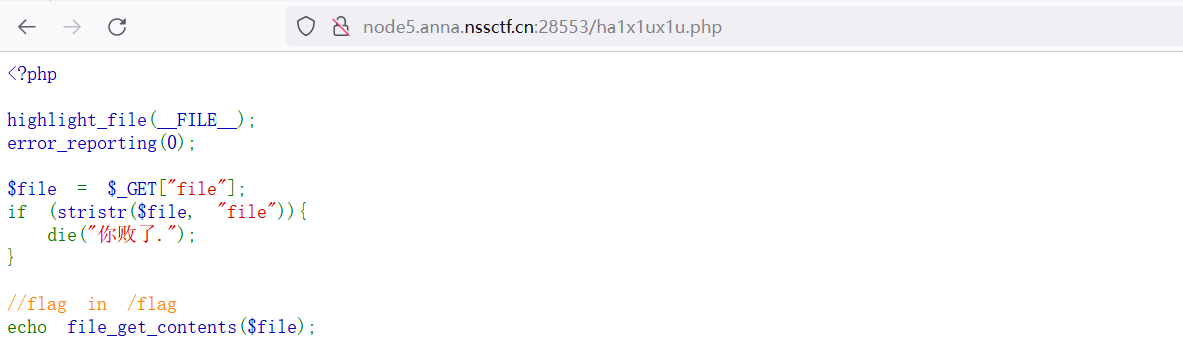 node5.anna.nssctf.cn:28553/ha1x1ux1u.php
<?php
highlight_file(__FILE__);
error_reporting(0);
$file = $_GET["file"];
if (stristr($file, "file")){
    die("你败了.");
}
//flag in /flag
echo file_get_contents($file);